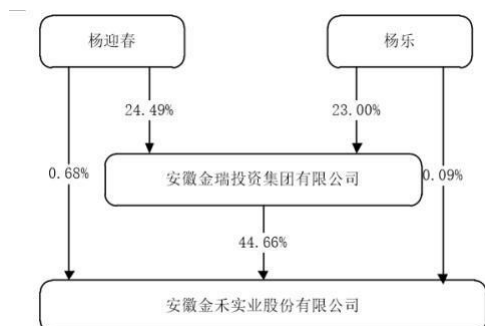 杨迎春
杨乐
24.49%
23.00%
0.68%
安徽金瑞投资集团有限公司
0.09%
44.66%
安徽金禾实业股份有限公司